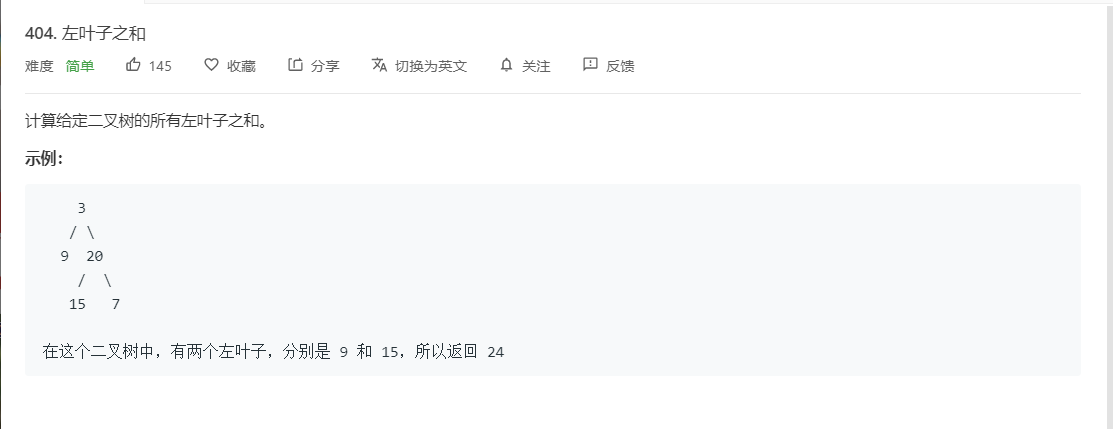 404. 左叶子之和
难度 简单 145 收藏 分享 切换为英文 关注 反馈
计算给定二叉树的所有左叶子之和。
示例：
3
/ \
9 20
/ \
15 7
在这个二叉树中，有两个左叶子，分别是 9 和 15，所以返回 24